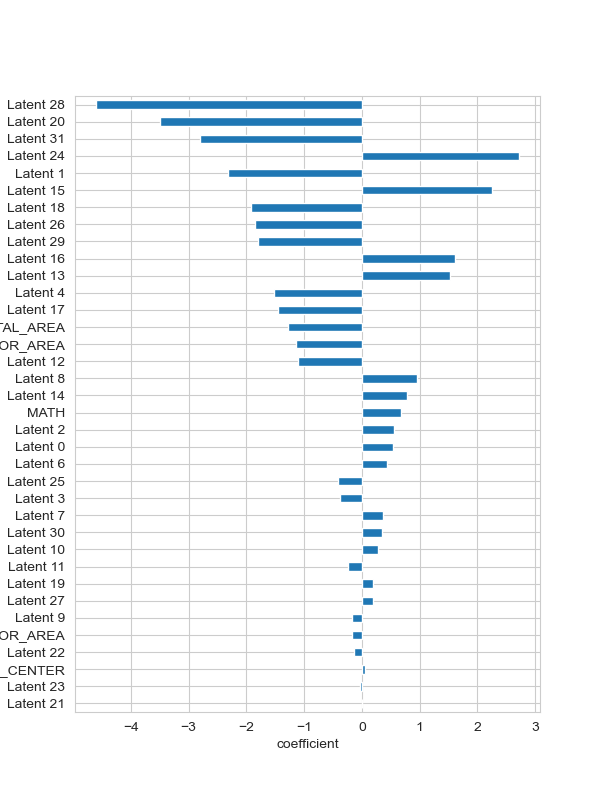 Latent 28
Latent 20
Latent 31
Latent 24
Latent 1
Latent 15
Latent 18
Latent 26
Latent 29
Latent 16
Latent 13
Latent 4
Latent 17
TAL_AREA
OR_AREA
Latent 12
Latent 8
Latent 14
MATH
Latent 2
Latent 0
Latent 6
Latent 25
Latent 3
Latent 7
Latent 30
Latent 10
Latent 11
Latent 19
Latent 27
Latent 9
OR_AREA
Latent 22
_CENTER
Latent 23
Latent 21
−4 −3 −2 −1 0 1 2 3
coefficient